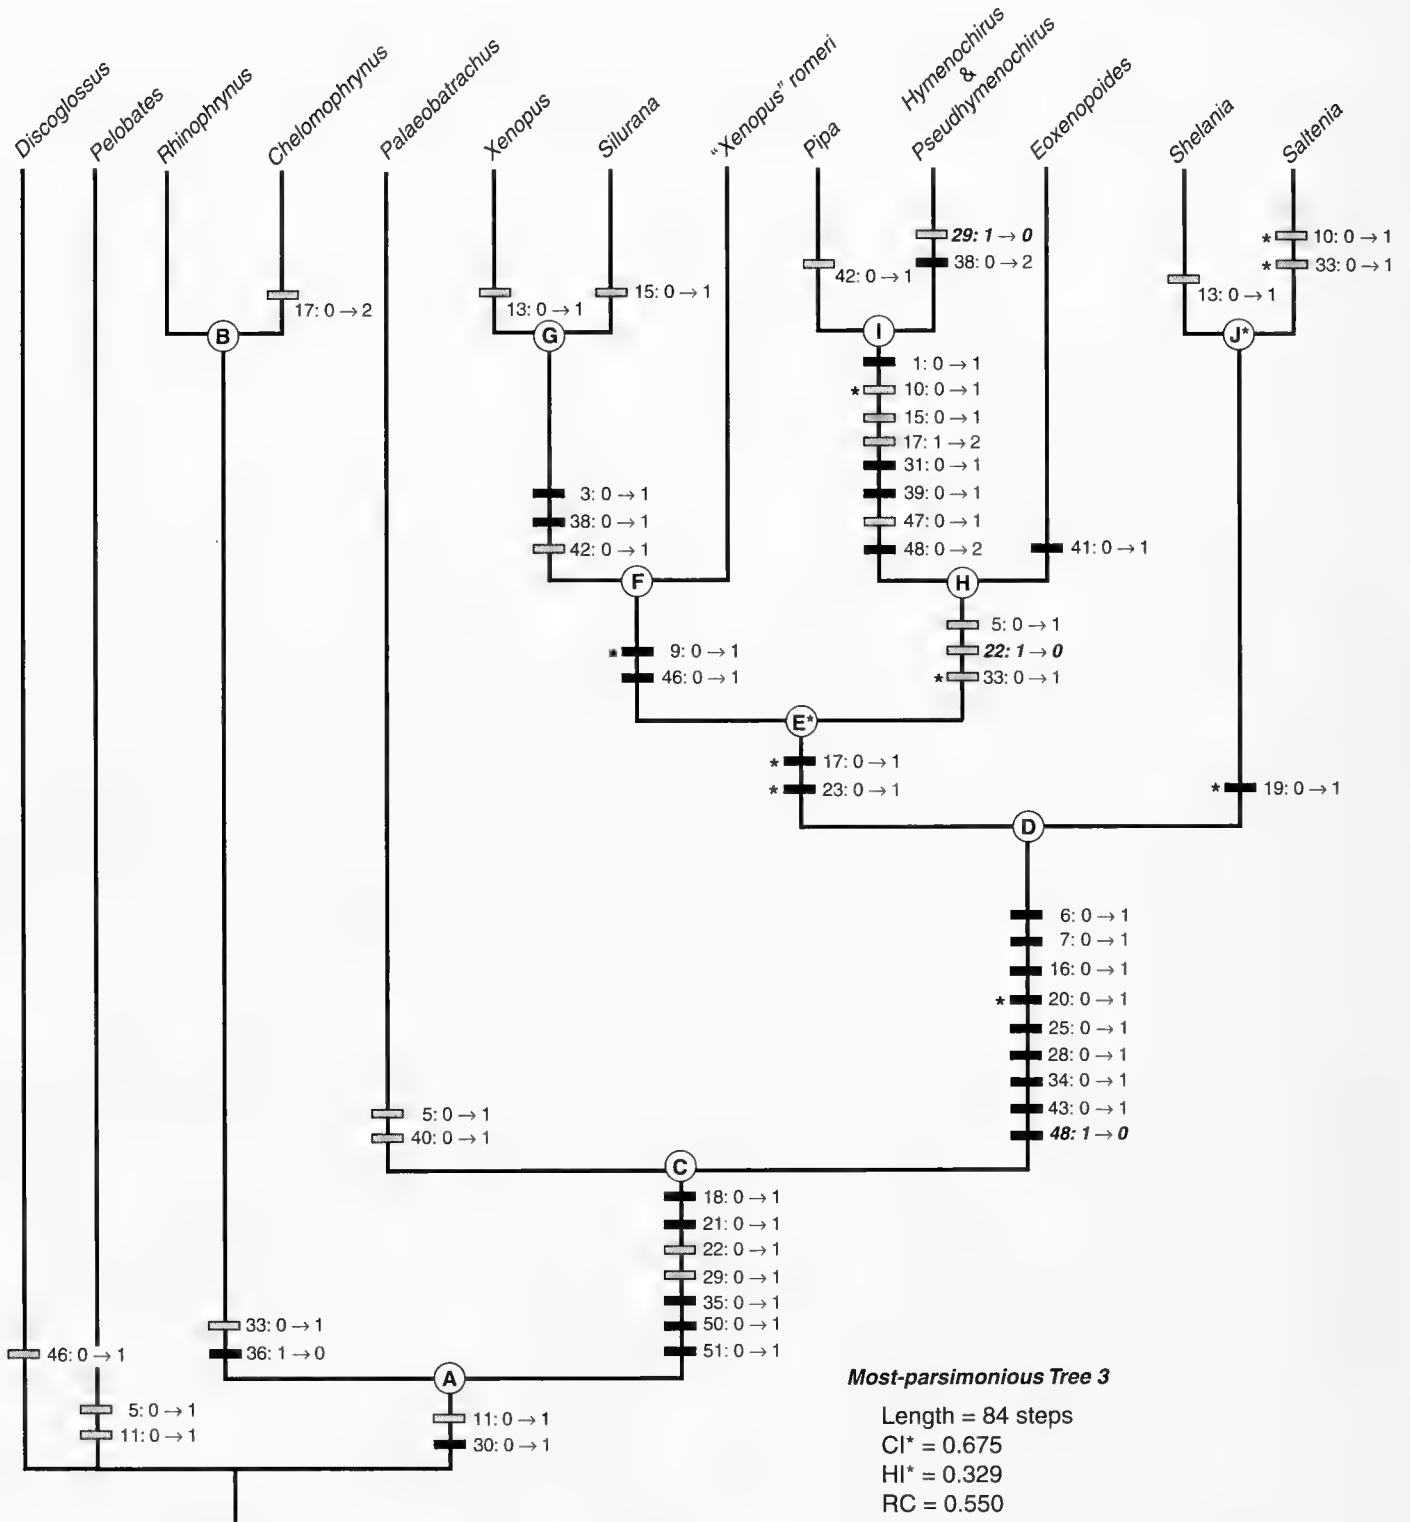 Discoglossus
Pelobates
Rhinophrynus
Chelomophrynus
Palaeobatrachus
Xenopus
Silurana
"Xenopus" romeri
Pipa
Hymenochirus
&
Pseudhymenochirus
Eoxenopoides
Shelania
Saltenia
29: 1 → 0
38: 0 → 2
* 10: 0 → 1
* 33: 0 → 1
42: 0 → 1
13: 0 → 1
17: 0 → 2
13: 0 → 1
15: 0 → 1
B
G
I
J*
1: 0 → 1
* 10: 0 → 1
15: 0 → 1
17: 1 → 2
31: 0 → 1
39: 0 → 1
47: 0 → 1
48: 0 → 2
3: 0 → 1
38: 0 → 1
42: 0 → 1
41: 0 → 1
F
H
* 9: 0 → 1
46: 0 → 1
5: 0 → 1
22: 1 → 0
* 33: 0 → 1
E*
* 17: 0 → 1
* 23: 0 → 1
* 19: 0 → 1
D
6: 0 → 1
7: 0 → 1
16: 0 → 1
* 20: 0 → 1
25: 0 → 1
28: 0 → 1
34: 0 → 1
43: 0 → 1
48: 1 → 0
5: 0 → 1
40: 0 → 1
C
18: 0 → 1
21: 0 → 1
22: 0 → 1
29: 0 → 1
35: 0 → 1
50: 0 → 1
51: 0 → 1
33: 0 → 1
36: 1 → 0
46: 0 → 1
A
5: 0 → 1
11: 0 → 1
11: 0 → 1
30: 0 → 1
Most-parsimonious Tree 3
Length = 84 steps
CI* = 0.675
HI* = 0.329
RC = 0.550